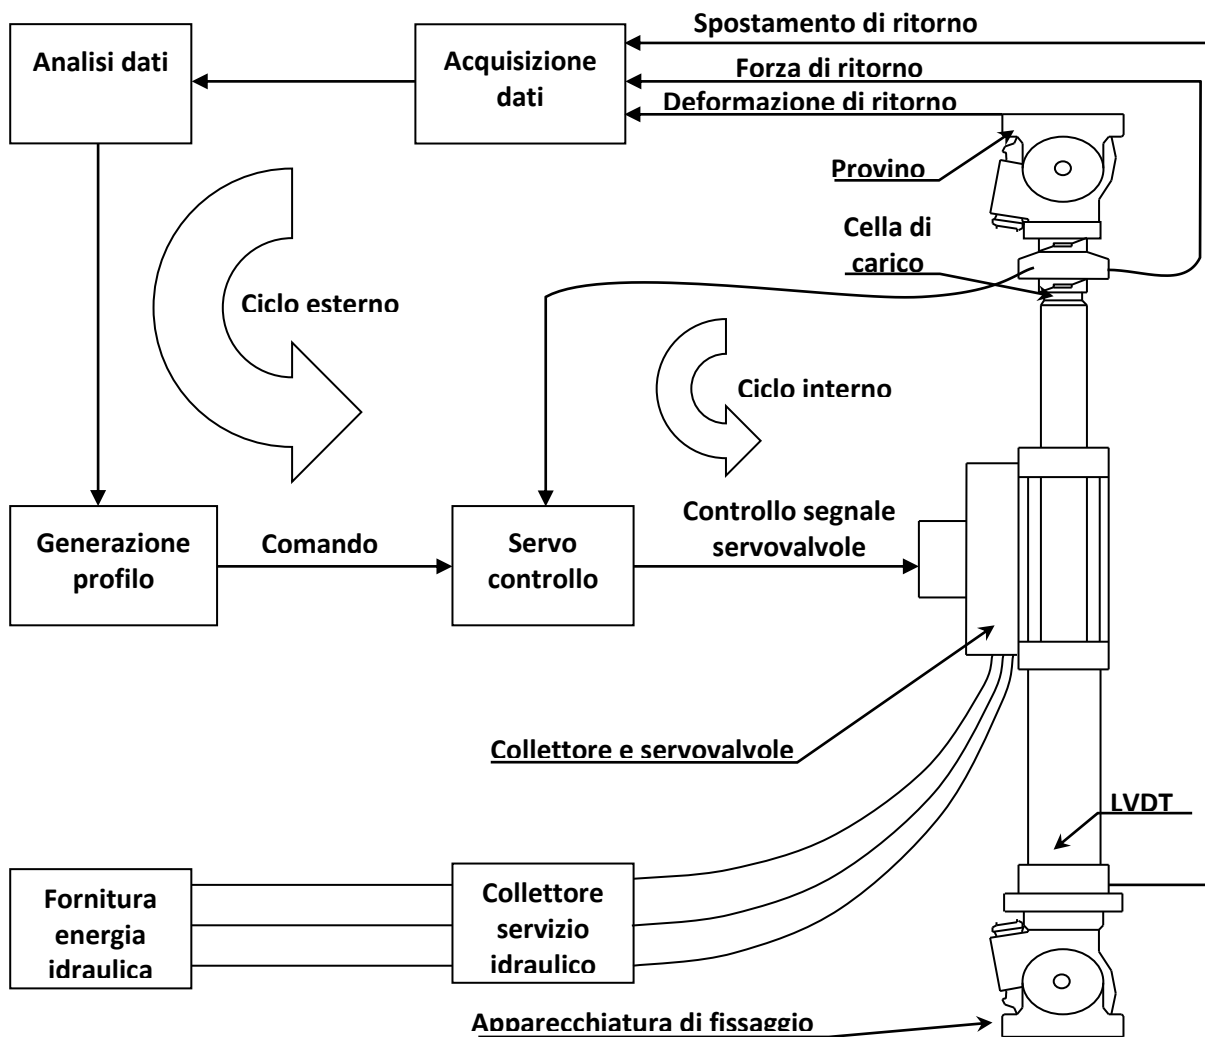 Spostamento di ritorno
Analisi dati
Acquisizione
dati
Forza di ritorno
Deformazione di ritorno
Provino
Cella di
carico
Ciclo esterno
Ciclo interno
Generazione
profilo
Comando
Servo
controllo
Controllo segnale
servovalvole
Collettore e servovalvole
LVDT
Fornitura
energia
idraulica
Collettore
servizio
idraulico
Apparecchiatura di fissaggio